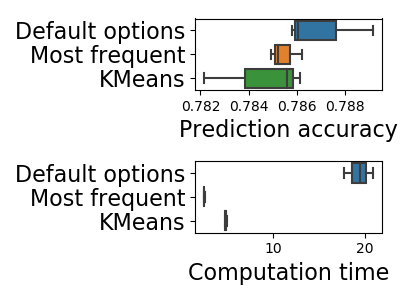 Default options
Most frequent
KMeans
0.782 0.784 0.786 0.788
Prediction accuracy
Default options
Most frequent
KMeans
10 20
Computation time